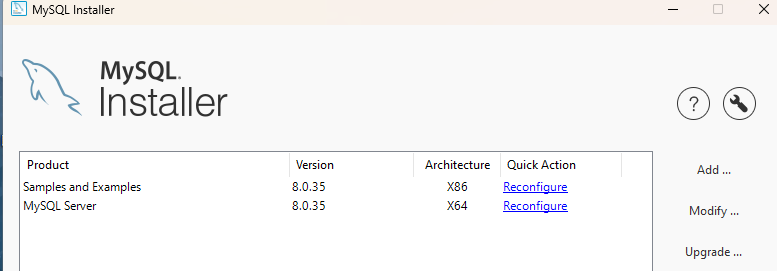 MySQL Installer
MySQL.
Installer
?
Product Version Architecture Quick Action
Samples and Examples 8.0.35 X86 Reconfigure
MySQL Server 8.0.35 X64 Reconfigure
Add ...
Modify ...
Upgrade ...